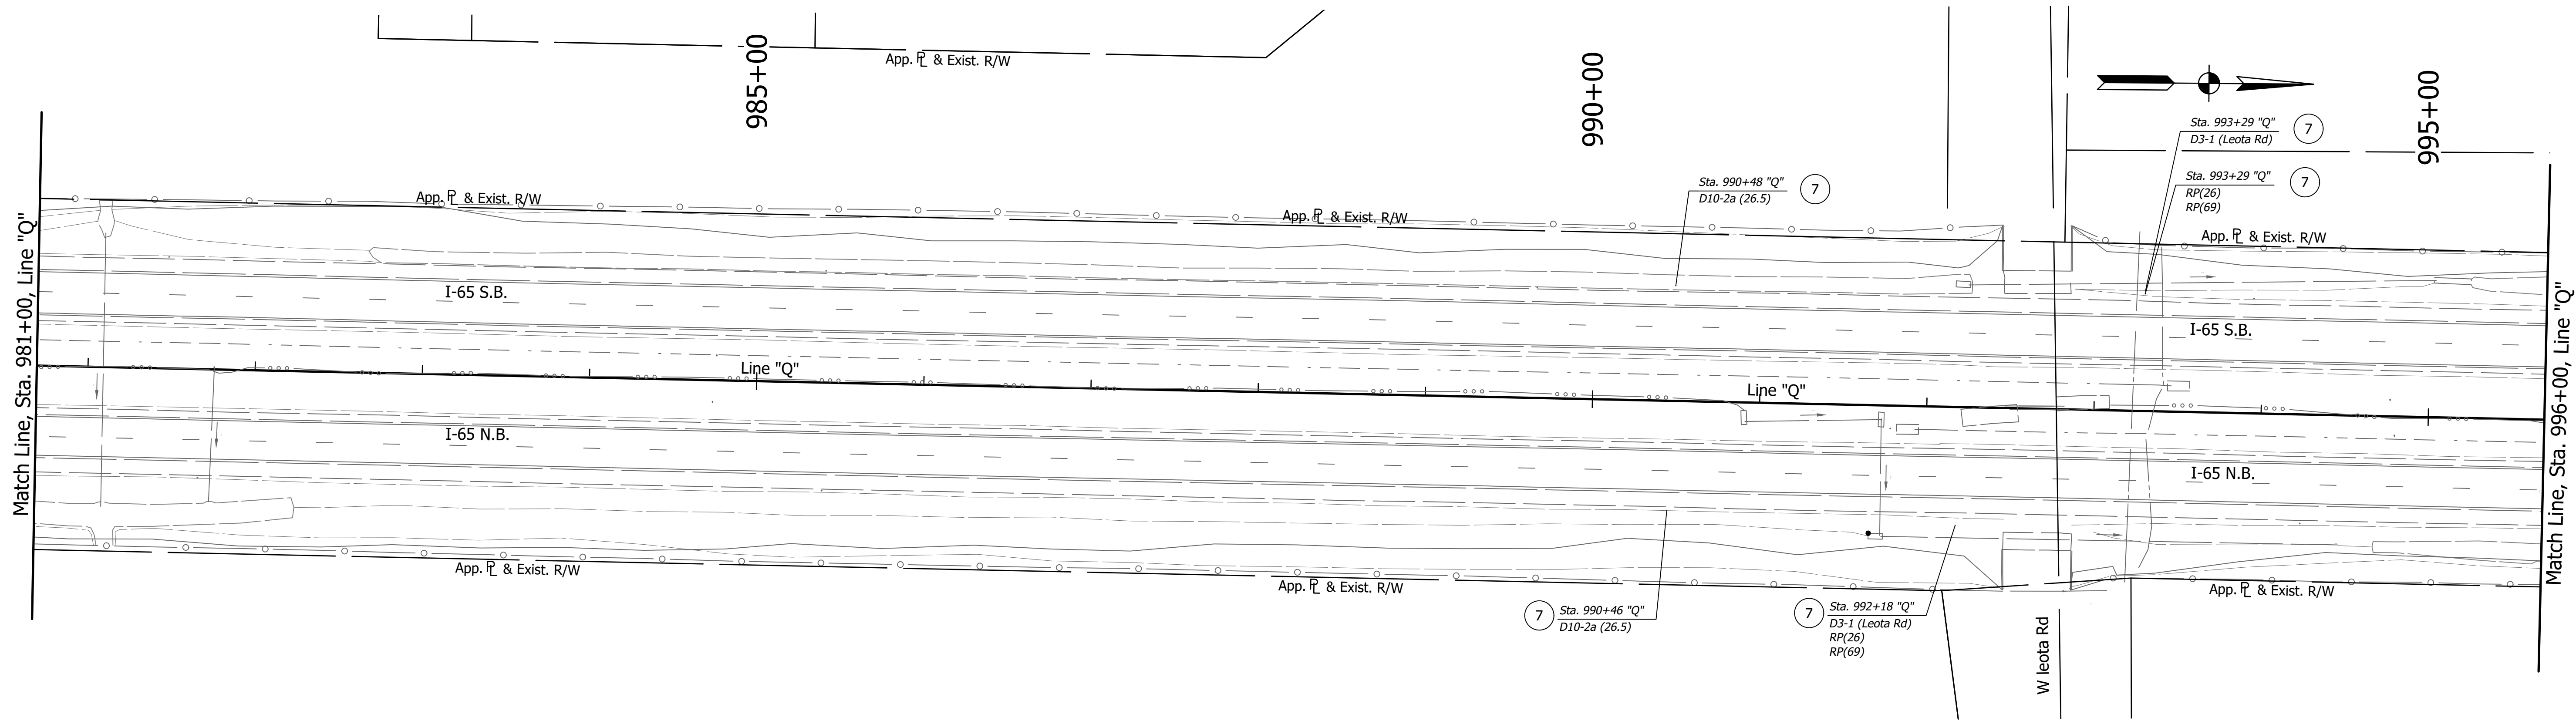 App. PL & Exist. R/W
985+00
990+00
995+00
Sta. 993+29 "Q"
D3-1 (Leota Rd)
7
Sta. 993+29 "Q"
RP(26)
RP(69)
7
Sta. 990+48 "Q"
D10-2a (26.5)
7
App. PL & Exist. R/W
App. PL & Exist. R/W
App. PL & Exist. R/W
Match Line, Sta. 981+00, Line "Q"
I-65 S.B.
I-65 S.B.
Line "Q"
Line "Q"
I-65 N.B.
I-65 N.B.
Match Line, Sta. 996+00, Line "Q"
App. PL & Exist. R/W
App. PL & Exist. R/W
App. PL & Exist. R/W
7
Sta. 990+46 "Q"
D10-2a (26.5)
7
Sta. 992+18 "Q"
D3-1 (Leota Rd)
RP(26)
RP(69)
W leota Rd